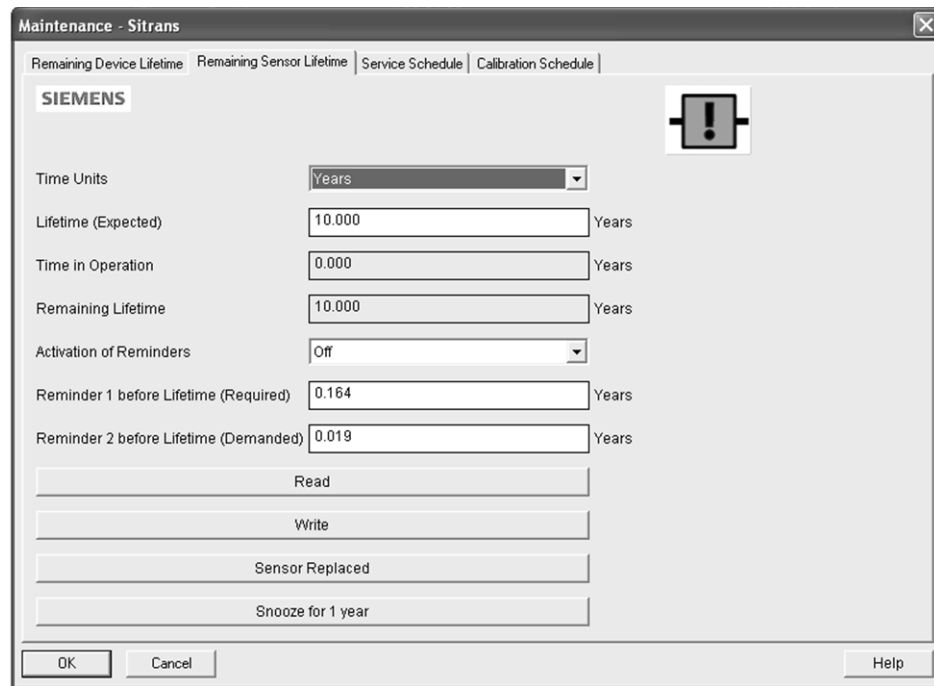 Maintenance - Sitrans
Remaining Device Lifetime Remaining Sensor Lifetime Service Schedule Calibration Schedule
SIEMENS
!
Time Units Years
Lifetime (Expected) 10.000 Years
Time in Operation 0.000 Years
Remaining Lifetime 10.000 Years
Activation of Reminders Off
Reminder 1 before Lifetime (Required) 0.164 Years
Reminder 2 before Lifetime (Demanded) 0.019 Years
Read
Write
Sensor Replaced
Snooze for 1 year
OK Cancel Help